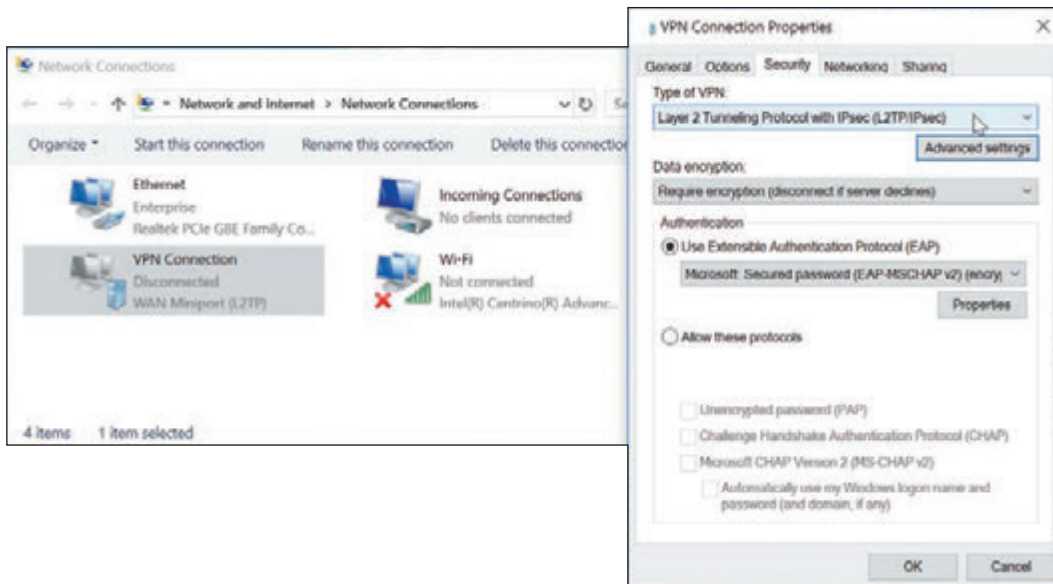 Network Connections
Network and Internet > Network Connections
Organize
Start this connection
Rename this connection
Delete this connection
Ethernet
Enterprise
Realtek PCIe GBE Family Co...
Incoming Connections
No clients connected
VPN Connection
Disconnected
WAN Miniport (L2TP)
Wi-Fi
Not connected
Intel(R) Centrino(R) Advanc...
4 items 1 item selected
VPN Connection Properties
General Options Security Networking Sharing
Type of VPN:
Layer 2 Tunneling Protocol with IPsec (L2TP/IPsec)
Advanced settings
Data encryption:
Require encryption (disconnect if server declines)
Authentication
Use Extensible Authentication Protocol (EAP)
Microsoft: Secured password (EAP-MSCHAP v2) (encry
Properties
Allow these protocols
Unencrypted password (PAP)
Challenge Handshake Authentication Protocol (CHAP)
Microsoft CHAP Version 2 (MS-CHAP v2)
Automatically use my Windows logon name and
password (and domain, if any)
OK Cancel